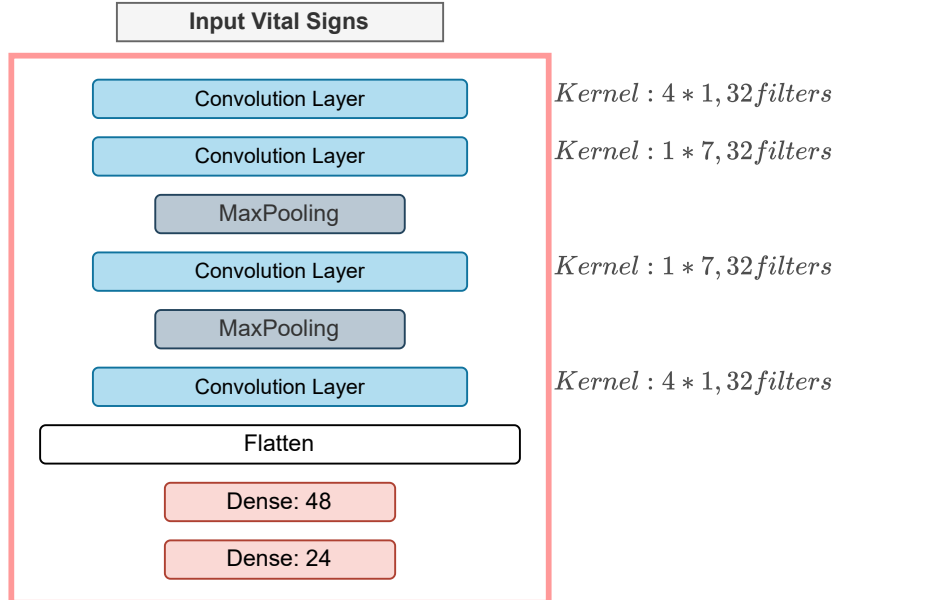 Input Vital Signs
Convolution Layer
Kernel : 4 * 1, 32filters
Convolution Layer
Kernel : 1 * 7, 32filters
MaxPooling
Convolution Layer
Kernel : 1 * 7, 32filters
MaxPooling
Convolution Layer
Kernel : 4 * 1, 32filters
Flatten
Dense: 48
Dense: 24